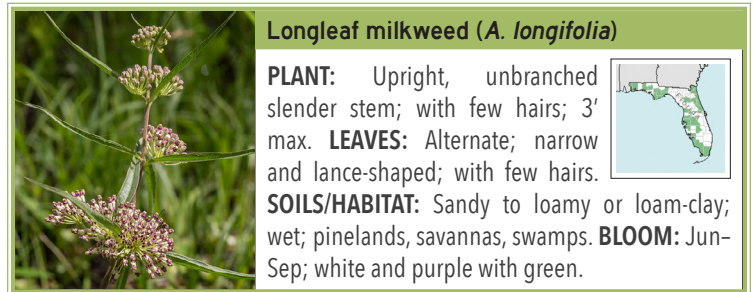 Longleaf milkweed (A. longifolia)
PLANT: Upright, unbranched
slender stem; with few hairs; 3’
max. LEAVES: Alternate; narrow
and lance-shaped; with few hairs.
SOILS/HABITAT: Sandy to loamy or loam-clay;
wet; pinelands, savannas, swamps. BLOOM: Jun–
Sep; white and purple with green.